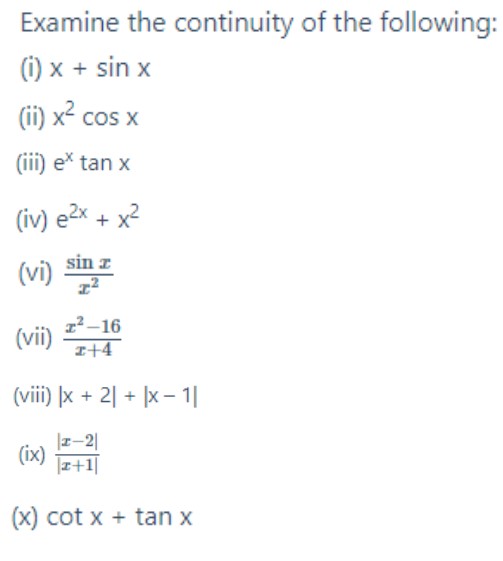 Examine the continuity of the following:
(i) x + sin x
(ii) x² cos x
(iii) eˣ tan x
(iv) e²ˣ + x²
(vi) sin x / x²
(vii) x²–16 / x+4
(viii) |x + 2| + |x – 1|
(ix) |x–2| / |x+1|
(x) cot x + tan x